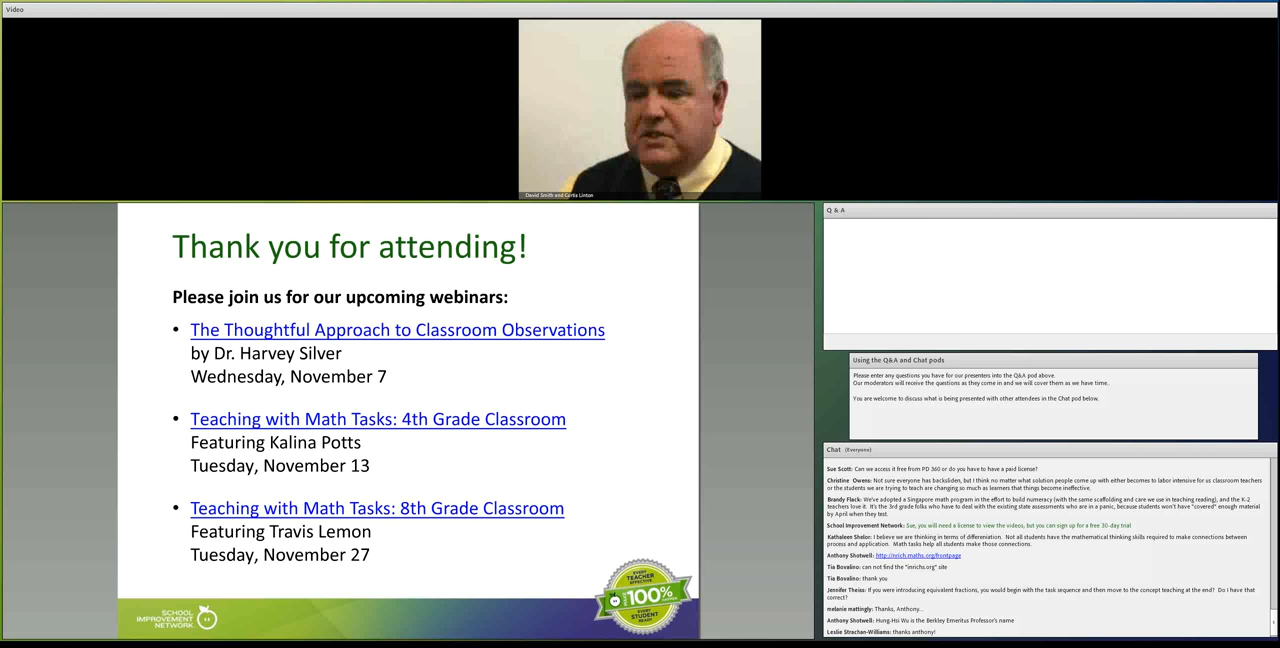 Video
David Smith and Curtis Linton
Thank you for attending!
Please join us for our upcoming webinars:
• The Thoughtful Approach to Classroom Observations
by Dr. Harvey Silver
Wednesday, November 7
• Teaching with Math Tasks: 4th Grade Classroom
Featuring Kalina Potts
Tuesday, November 13
• Teaching with Math Tasks: 8th Grade Classroom
Featuring Travis Lemon
Tuesday, November 27
SCHOOL
IMPROVEMENT
NETWORK
EVERY
TEACHER
EFFECTIVE
100%
EVERY
STUDENT
READY
Q & A
Using the Q&A and Chat pods
Please enter any questions you have for our presenters into the Q&A pod above.
Our moderators will receive the questions as they come in and we will cover them as we have time.
You are welcome to discuss what is being presented with other attendees in the Chat pod below.
Chat (Everyone)
Sue Scott: Can we access it free from PD 360 or do you have to have a paid license?
Christine Owens: Not sure everyone has backsliden, but I think no matter what solution people come up with either becomes to labor intensive for us classroom teachers
or the students we are trying to teach are changing so much as learners that things become ineffective.
Brandy Flack: We've adopted a Singapore math program in the effort to build numeracy (with the same scaffolding and care we use in teaching reading), and the K-2
teachers love it. It's the 3rd grade folks who have to deal with the existing state assessments who are in a panic, because students won't have "covered" enough material
by April when they test.
School Improvement Network: Sue, you will need a license to view the videos, but you can sign up for a free 30-day trial
Kathaleen Shelor: I believe we are thinking in terms of differeniation. Not all students have the mathematical thinking skills required to make connections between
process and application. Math tasks help all students make those connections.
Anthony Shotwell: http://nrich.maths.org/frontpage
Tia Bovalino: can not find the "inrichs.org" site
Tia Bovalino: thank you
Jennifer Theiss: If you were introducing equivalent fractions, you would begin with the task sequence and then move to the concept teaching at the end? Do I have that
correct?
melanie mattingly: Thanks, Anthony...
Anthony Shotwell: Hung-Hsi Wu is the Berkley Emeritus Professor's name
Leslie Strachan-Williams: thanks anthony!